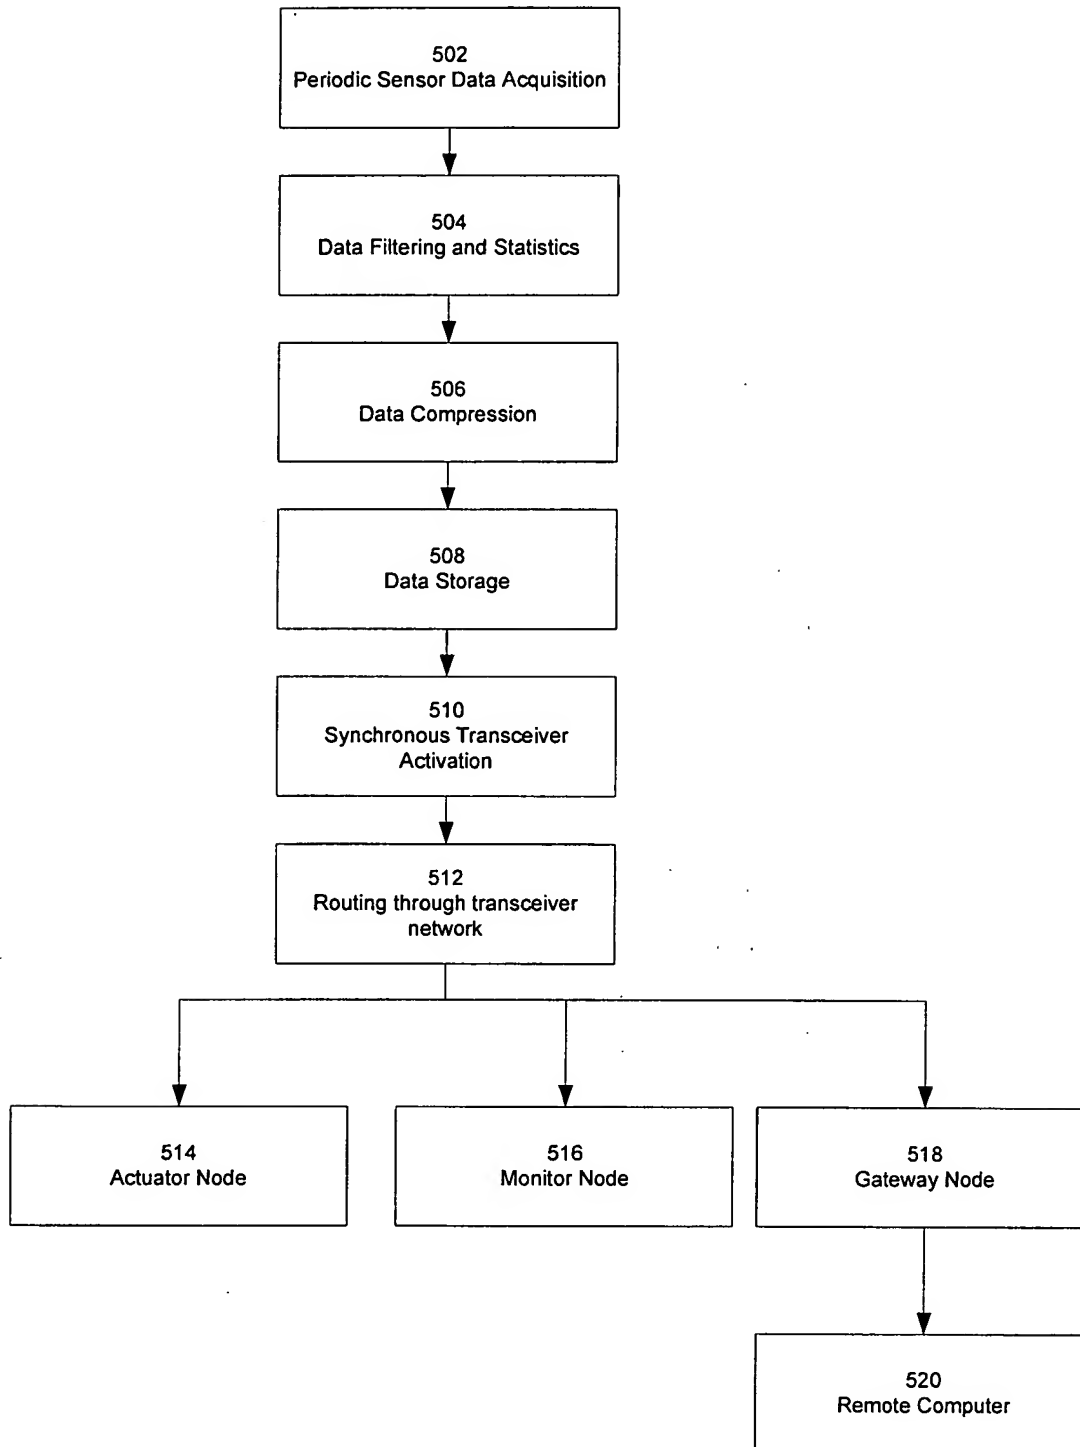 502
Periodic Sensor Data Acquisition
504
Data Filtering and Statistics
506
Data Compression
508
Data Storage
510
Synchronous Transceiver
Activation
512
Routing through transceiver
network
514
Actuator Node
516
Monitor Node
518
Gateway Node
520
Remote Computer